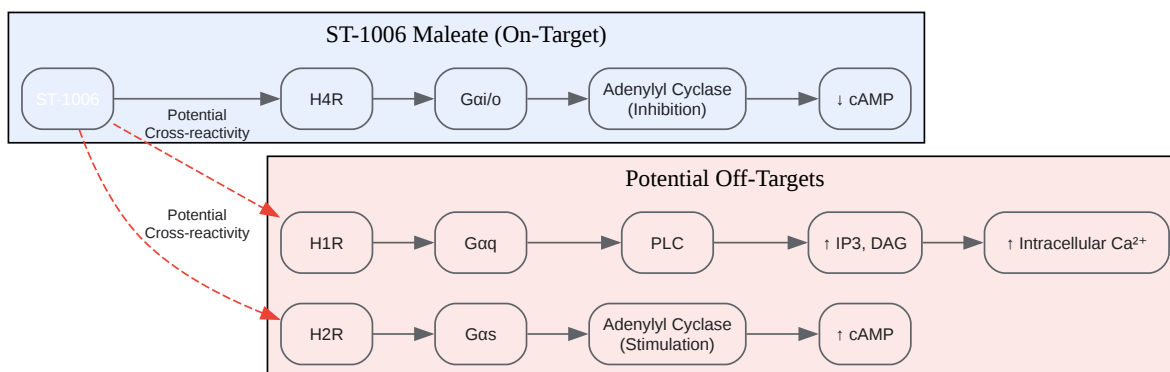 ST-1006 Maleate (On-Target)
ST-1006
H4R
Gαi/o
Adenylyl Cyclase
(Inhibition)
↓ cAMP
Potential
Cross-reactivity
Potential Off-Targets
Potential
Cross-reactivity
H1R
Gαq
PLC
↑ IP3, DAG
↑ Intracellular Ca²⁺
H2R
Gαs
Adenylyl Cyclase
(Stimulation)
↑ cAMP